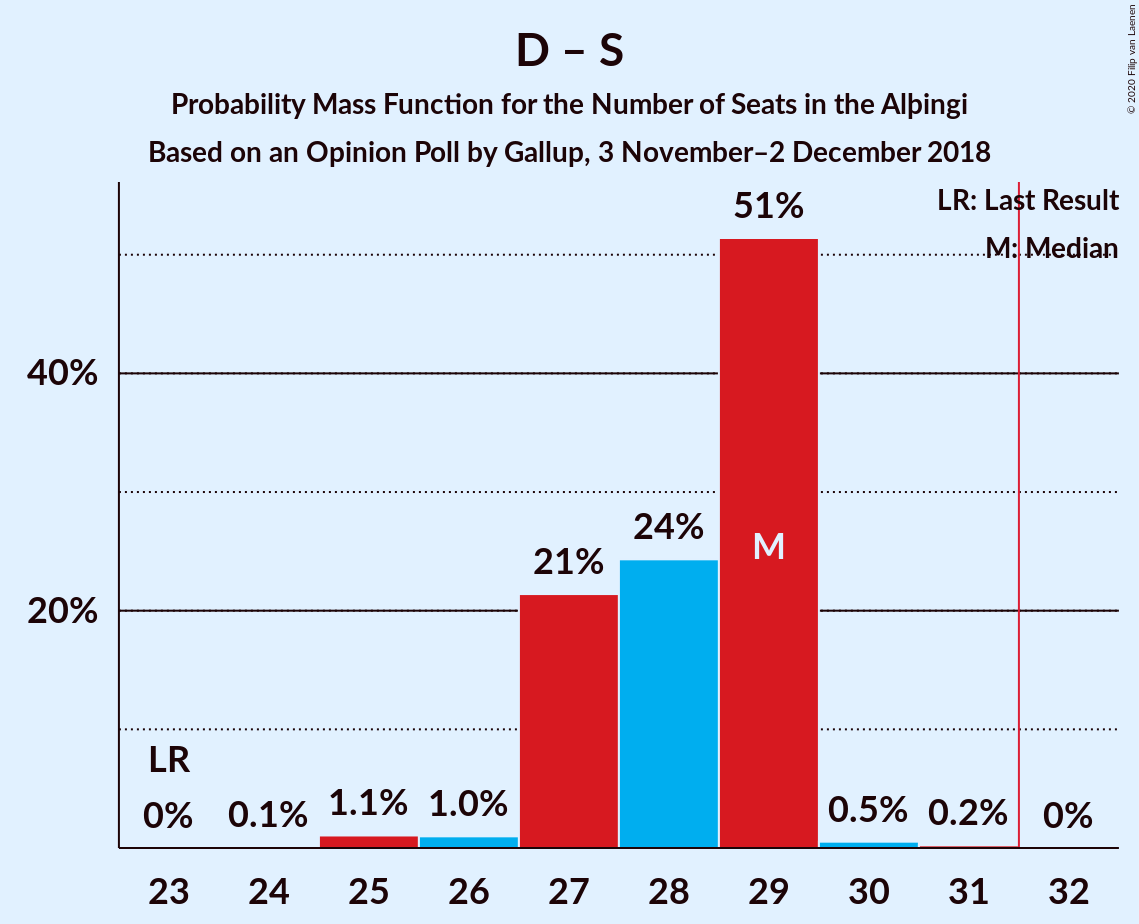 D – S
Probability Mass Function for the Number of Seats in the Alþingi
Based on an Opinion Poll by Gallup, 3 November–2 December 2018
© 2020 Filip van Laenen
LR: Last Result
M: Median
51%
40%
24%
M
21%
20%
LR
0%
0.1%
1.1%
1.0%
0.5%
0.2%
0%
23 24 25 26 27 28 29 30 31 32